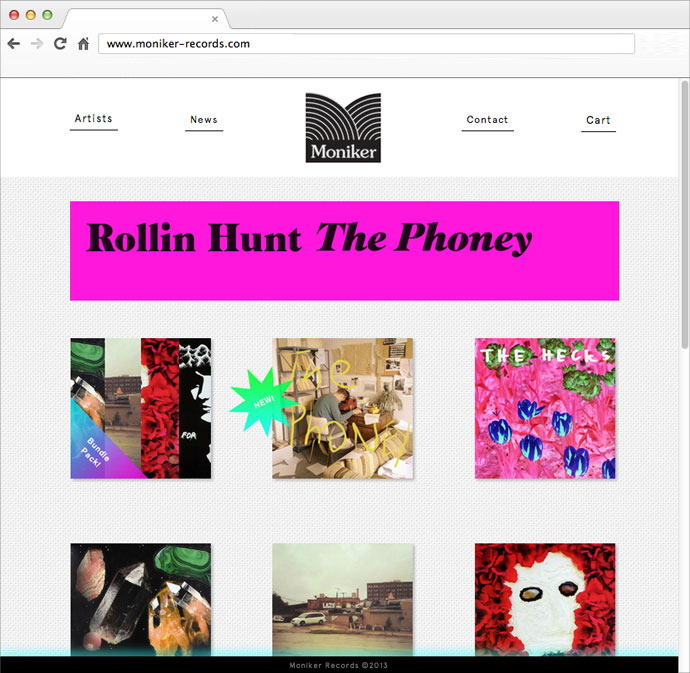 www.moniker-records.com
Artists
News
Moniker
Contact
Cart
Rollin Hunt The Phoney
Bundle
Pack!
FOR
NEW!
THE
PHONEY
THE HECKS
Moniker Records ©2013